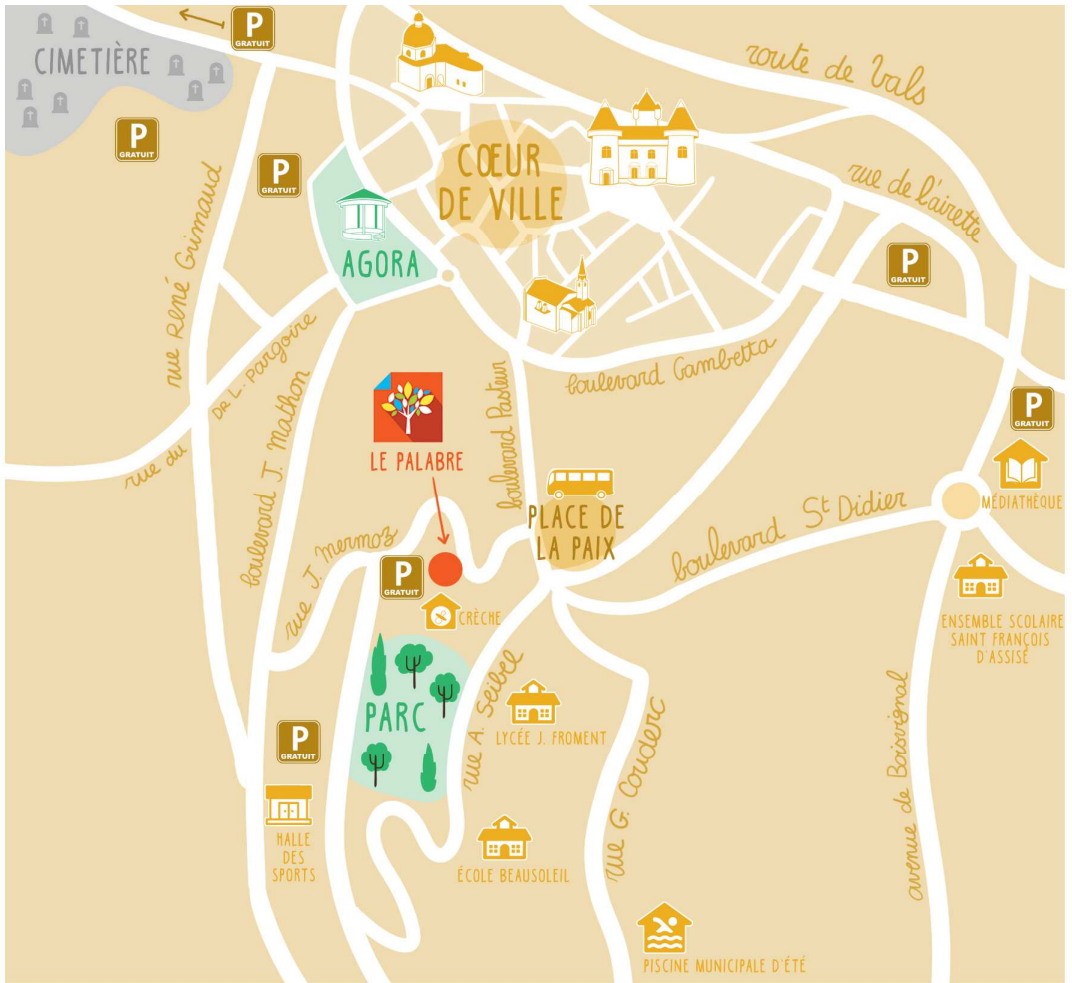 P
GRATUIT
CIMETIÈRE
route de Vals
P
GRATUIT
P
GRATUIT
CŒUR
DE VILLE
rue de l'airette
AGORA
P
GRATUIT
rue René Grimaud
rue du DR L. Pargoire
boulevard J. Mathon
boulevard Gambetta
boulevard Pasteur
LE PALABRE
P
GRATUIT
MÉDIATHÈQUE
PLACE DE
LA PAIX
boulevard St Didier
rue J. Mermoz
P
GRATUIT
CRÈCHE
ENSEMBLE SCOLAIRE
SAINT FRANÇOIS
D'ASSISE
PARC
rue A. Seibel
LYCÉE J. FROMENT
P
GRATUIT
rue G. Couderc
avenue de Boisvignal
HALLE
DES
SPORTS
ÉCOLE BEAUSOLEIL
PISCINE MUNICIPALE D'ÉTÉ